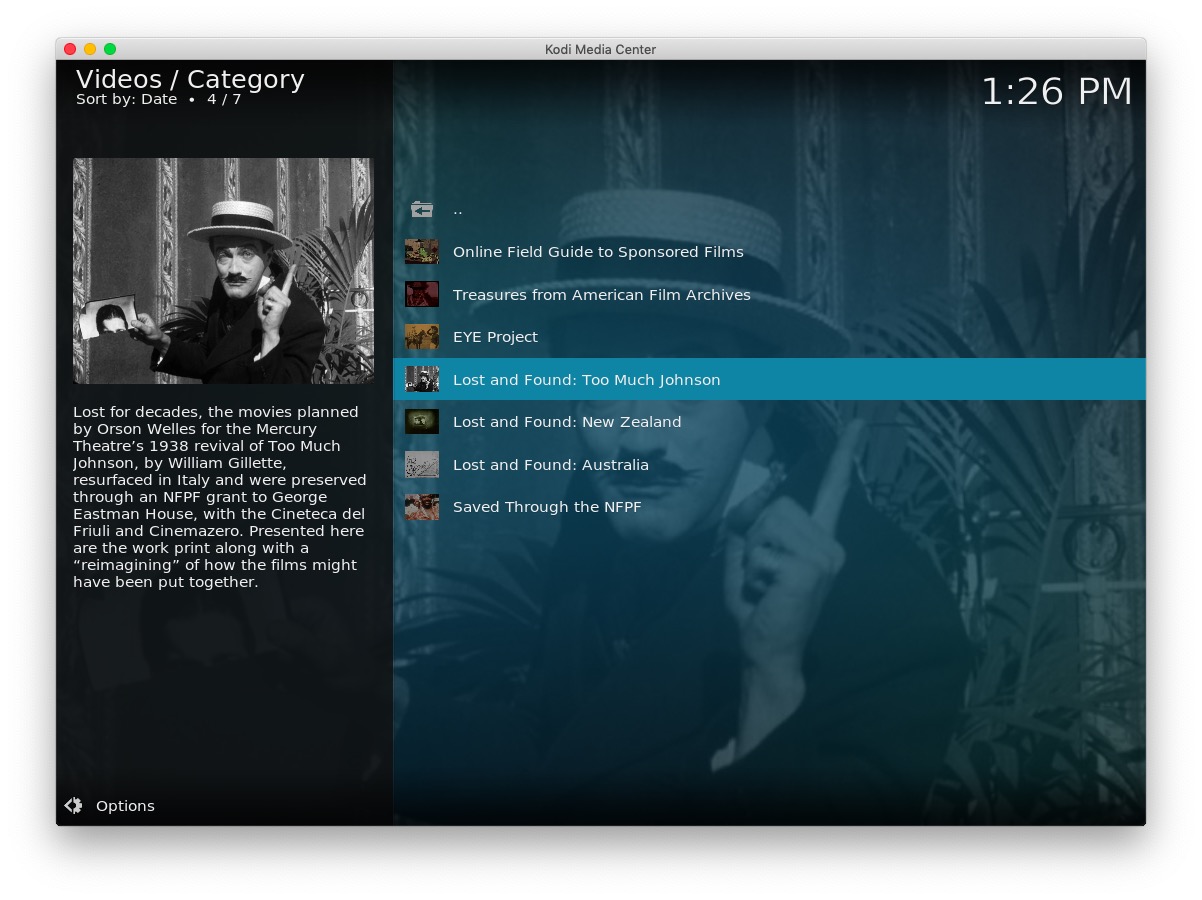 Kodi Media Center
Videos / Category
Sort by: Date • 4 / 7
1:26 PM
..
Online Field Guide to Sponsored Films
Treasures from American Film Archives
EYE Project
Lost and Found: Too Much Johnson
Lost and Found: New Zealand
Lost and Found: Australia
Saved Through the NFPF
Lost for decades, the movies planned
by Orson Welles for the Mercury
Theatre’s 1938 revival of Too Much
Johnson, by William Gillette,
resurfaced in Italy and were preserved
through an NFPF grant to George
Eastman House, with the Cineteca del
Friuli and Cinemazero. Presented here
are the work print along with a
“reimagining” of how the films might
have been put together.
Options